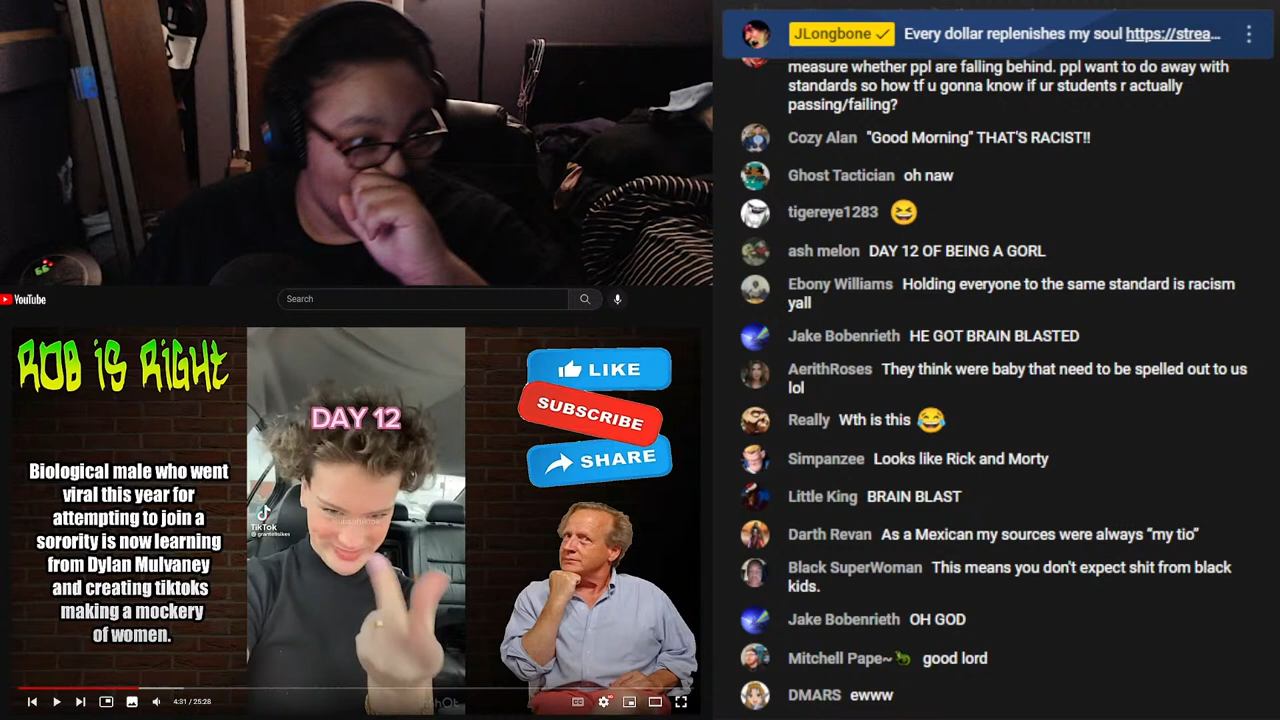 JLongbone Every dollar replenishes my soul https://strea...
measure whether ppl are falling behind. ppl want to do away with
standards so how tf u gonna know if ur students r actually
passing/failing?
Cozy Alan "Good Morning" THAT'S RACIST!!
Ghost Tactician oh naw
tigereye1283
ash melon DAY 12 OF BEING A GORL
Ebony Williams Holding everyone to the same standard is racism
yall
Jake Bobenrieth HE GOT BRAIN BLASTED
AerithRoses They think were baby that need to be spelled out to us
lol
Really Wth is this
Simpanzee Looks like Rick and Morty
Little King BRAIN BLAST
Darth Revan As a Mexican my sources were always “my tio”
Black SuperWoman This means you don't expect shit from black
kids.
Jake Bobenrieth OH GOD
Mitchell Pape~ good lord
DMARS ewww
YouTube
Search
ROB iS RiGHt
Biological male who went
viral this year for
attempting to join a
sorority is now learning
from Dylan Mulvaney
and creating tiktoks
making a mockery
of women.
DAY 12
TikTok
LIKE
SUBSCRIBE
SHARE
4:31 / 25:28